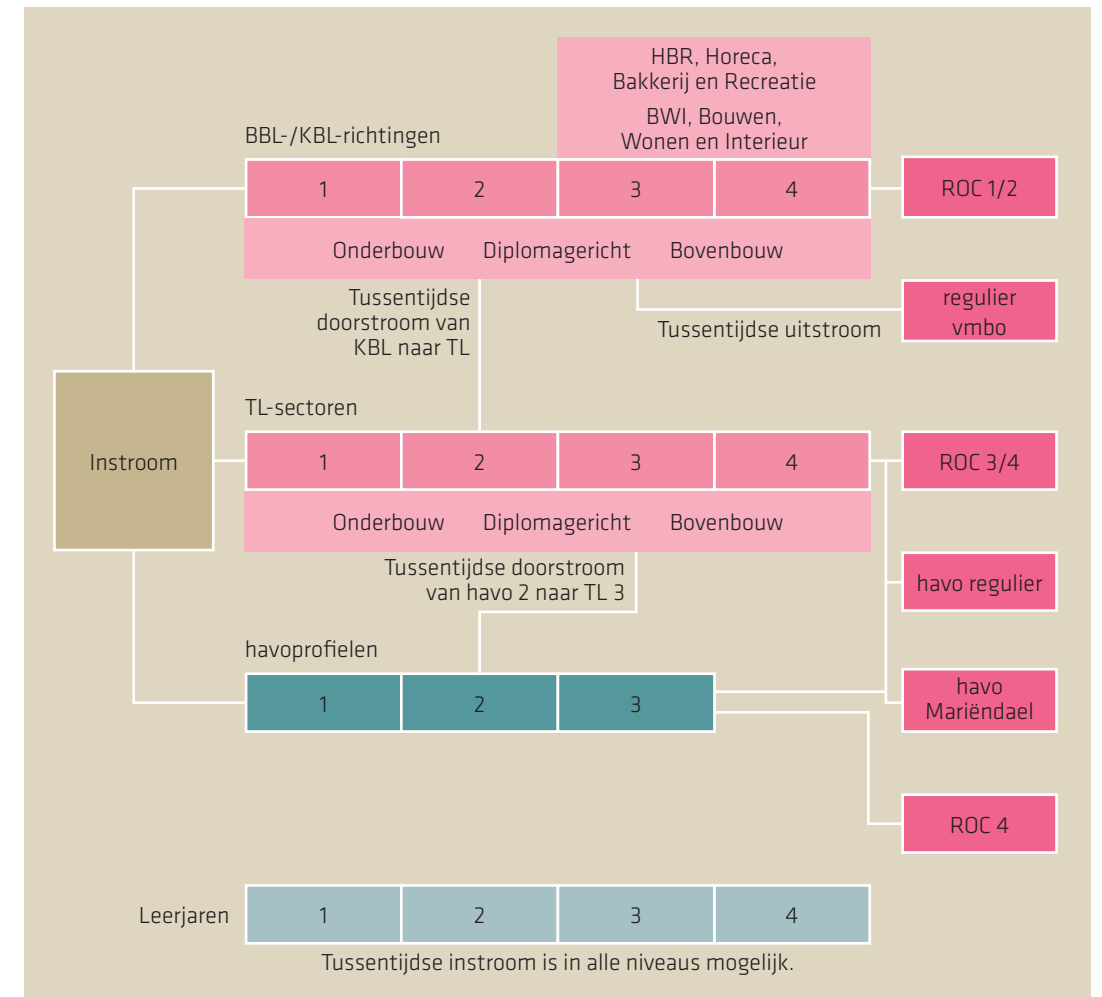 HBR, Horeca,
Bakkerij en Recreatie
BWI, Bouwen,
Wonen en Interieur
BBL-/KBL-richtingen
1 2 3 4
ROC 1/2
Onderbouw Diplomagericht Bovenbouw
Tussentijdse
doorstroom van
KBL naar TL
Tussentijdse uitstroom
regulier
vmbo
Instroom
TL-sectoren
1 2 3 4
ROC 3/4
Onderbouw Diplomagericht Bovenbouw
Tussentijdse doorstroom
van havo 2 naar TL 3
havo regulier
havoprofielen
1 2 3
havo
Mariëndael
ROC 4
Leerjaren 1 2 3 4
Tussentijdse instroom is in alle niveaus mogelijk.